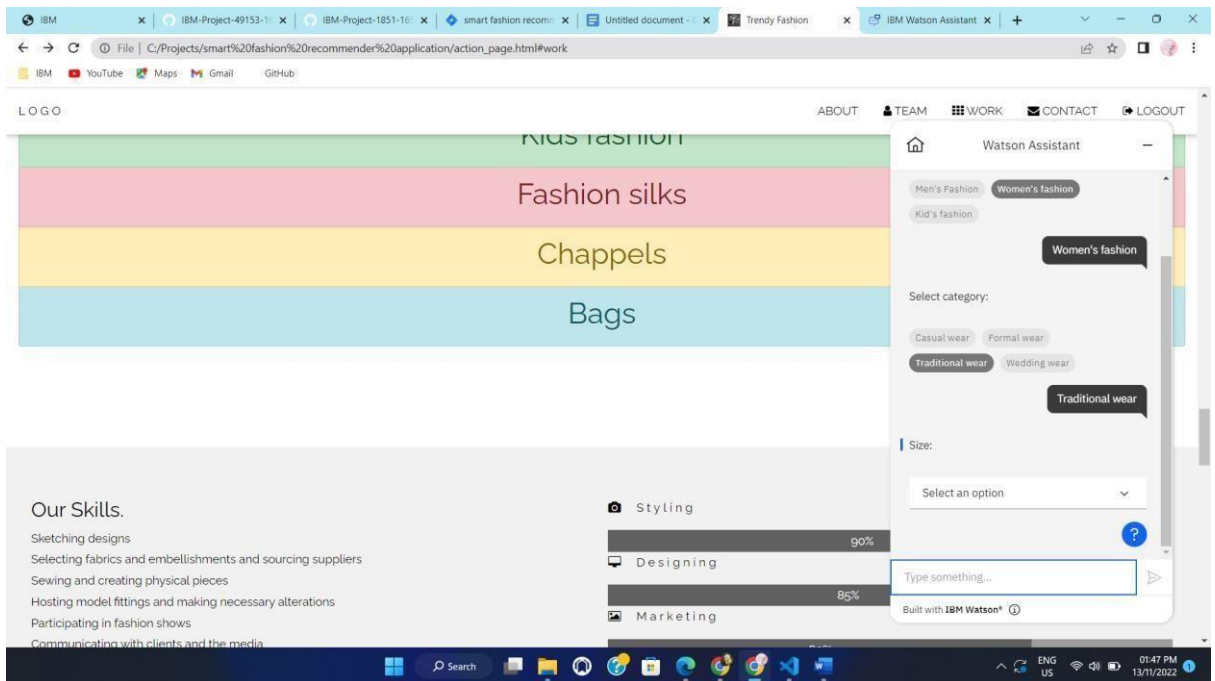 IBM
IBM-Project-49153-1
IBM-Project-1851-16
smart fashion recomm
Untitled document -
Trendy Fashion
IBM Watson Assistant
File | C:/Projects/smart%20fashion%20recommender%20application/action_page.html#work
IBM YouTube Maps Gmail GitHub
LOGO ABOUT TEAM WORK CONTACT LOGOUT
Kids fashion
Fashion silks
Chappels
Bags
Watson Assistant
Men's Fashion Women's fashion
Kid's fashion
Women's fashion
Select category:
Casual wear Formal wear
Traditional wear Wedding wear
Traditional wear
Size:
Select an option
?
Type something...
Built with IBM Watson®
Our Skills.
Sketching designs
Selecting fabrics and embellishments and sourcing suppliers
Sewing and creating physical pieces
Hosting model fittings and making necessary alterations
Participating in fashion shows
Communicating with clients and the media
Styling
90%
Designing
85%
Marketing
Search
ENG
US
01:47 PM
13/11/2022
1